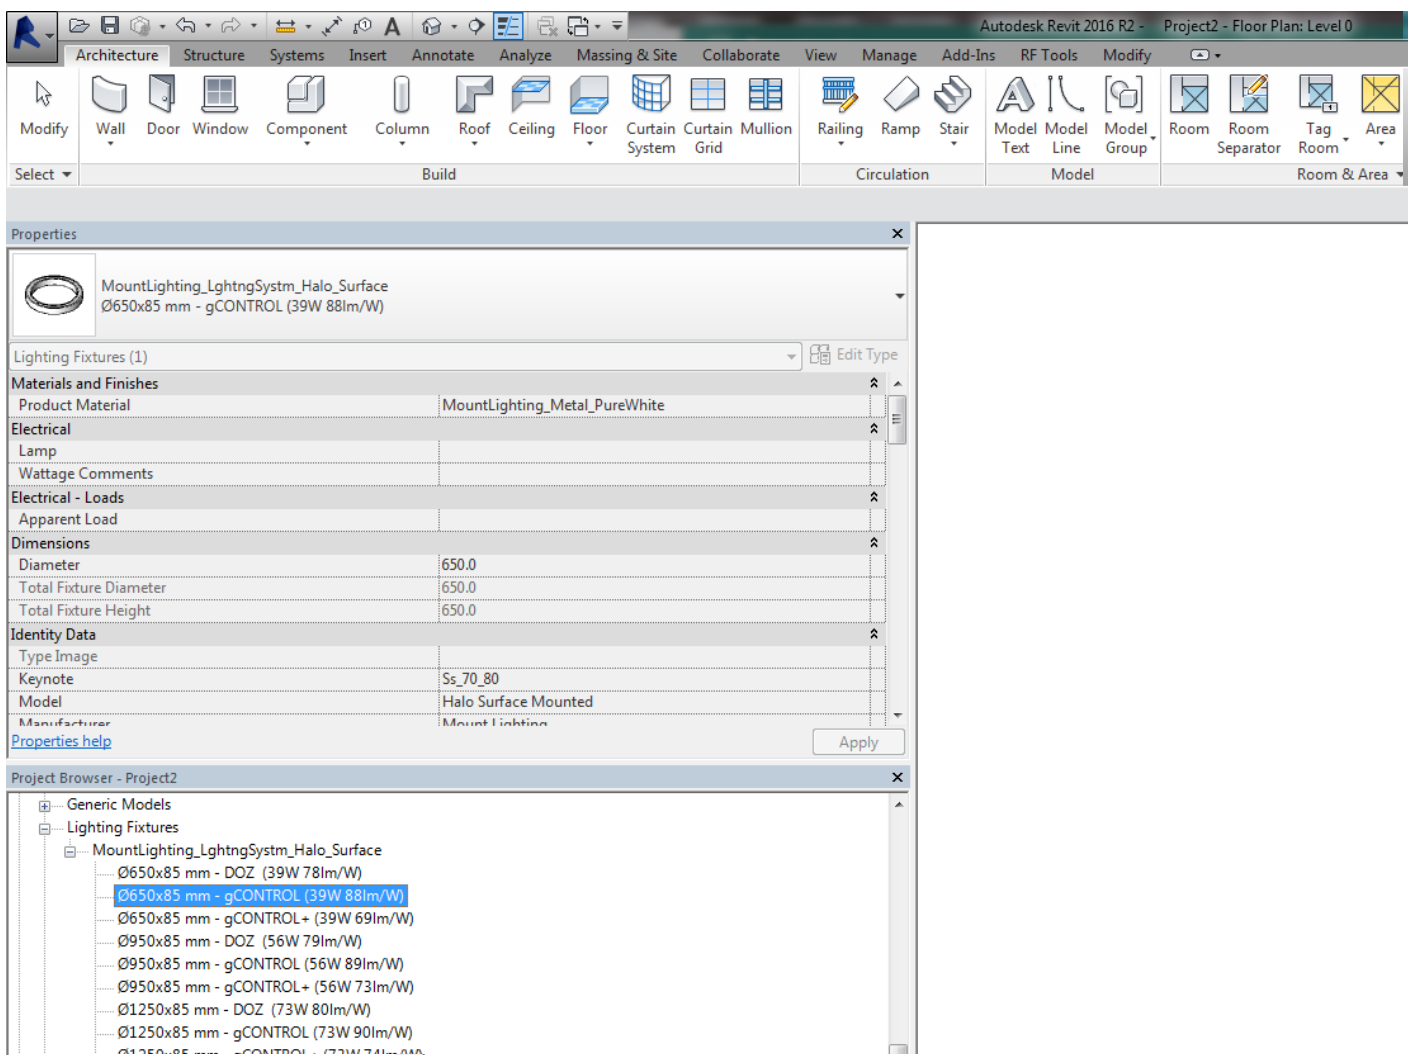 Autodesk Revit 2016 R2 - Project2 - Floor Plan: Level 0
Architecture Structure Systems Insert Annotate Analyze Massing & Site Collaborate View Manage Add-Ins RF Tools Modify
Modify Wall Door Window Component Column Roof Ceiling Floor Curtain System Curtain Grid Mullion Railing Ramp Stair Model Text Model Line Model Group Room Room Separator Tag Room Area
Select Build Circulation Model Room & Area
Properties
MountLighting_LghtngSystm_Halo_Surface
Ø650x85 mm - gCONTROL (39W 88lm/W)
Lighting Fixtures (1) Edit Type
Materials and Finishes
Product Material MountLighting_Metal_PureWhite
Electrical
Lamp
Wattage Comments
Electrical - Loads
Apparent Load
Dimensions
Diameter 650.0
Total Fixture Diameter 650.0
Total Fixture Height 650.0
Identity Data
Type Image
Keynote Ss_70_80
Model Halo Surface Mounted
Manufacturer Mount Lighting
Properties help Apply
Project Browser - Project2
Generic Models
Lighting Fixtures
MountLighting_LghtngSystm_Halo_Surface
Ø650x85 mm - DOZ (39W 78lm/W)
Ø650x85 mm - gCONTROL (39W 88lm/W)
Ø650x85 mm - gCONTROL+ (39W 69lm/W)
Ø950x85 mm - DOZ (56W 79lm/W)
Ø950x85 mm - gCONTROL (56W 89lm/W)
Ø950x85 mm - gCONTROL+ (56W 73lm/W)
Ø1250x85 mm - DOZ (73W 80lm/W)
Ø1250x85 mm - gCONTROL (73W 90lm/W)
Ø1250x85 mm - gCONTROL+ (73W 74lm/W)